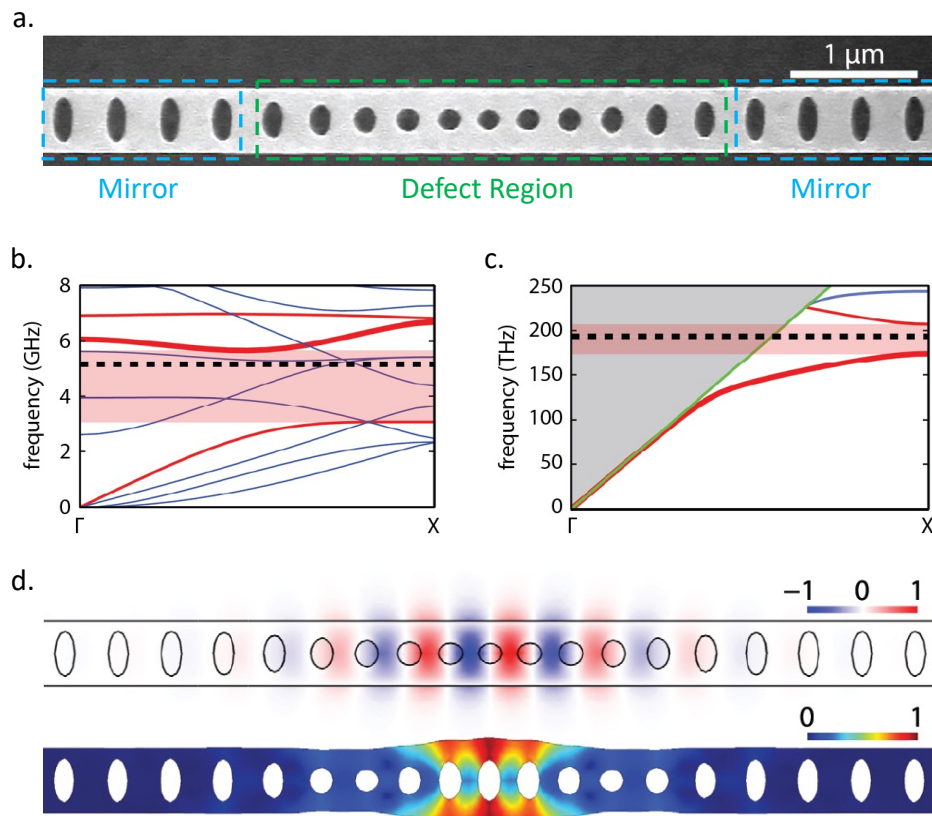 a.
1 μm
Mirror
Defect Region
Mirror
b.
8
6
4
2
0
frequency (GHz)
Γ
X
c.
250
200
150
100
50
0
frequency (THz)
Γ
X
d.
−1 0 1
0 1